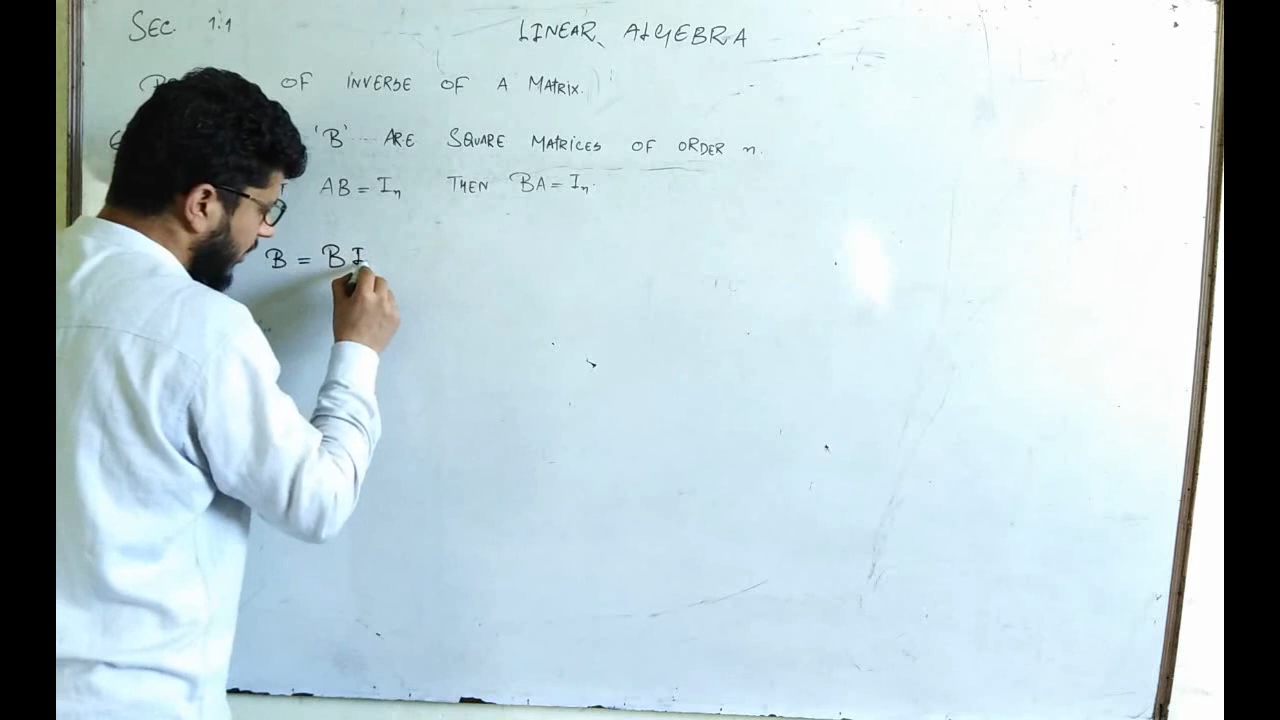 SEC 1.1
LINEAR ALGEBRA
OF INVERSE OF A MATRIX.
'B' ARE SQUARE MATRICES OF ORDER n.
AB = Iₙ THEN BA = Iₙ.
B = B I